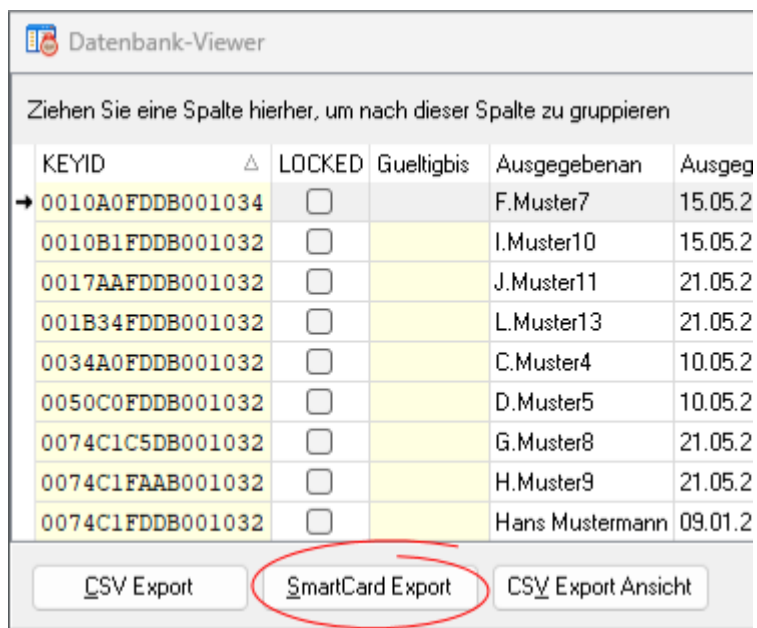 Datenbank-Viewer
Ziehen Sie eine Spalte hierher, um nach dieser Spalte zu gruppieren
KEYID LOCKED Gueltigbis Ausgegebenan Ausgeg
0010A0FDDB001034 F.Muster7 15.05.2
0010B1FDDB001032 I.Muster10 15.05.2
0017AAFDDB001032 J.Muster11 21.05.2
001B34FDDB001032 L.Muster13 21.05.2
0034A0FDDB001032 C.Muster4 10.05.2
0050C0FDDB001032 D.Muster5 10.05.2
0074C1C5DB001032 G.Muster8 21.05.2
0074C1FAAB001032 H.Muster9 21.05.2
0074C1FDDB001032 Hans Mustermann 09.01.2
CSV Export SmartCard Export CSV Export Ansicht